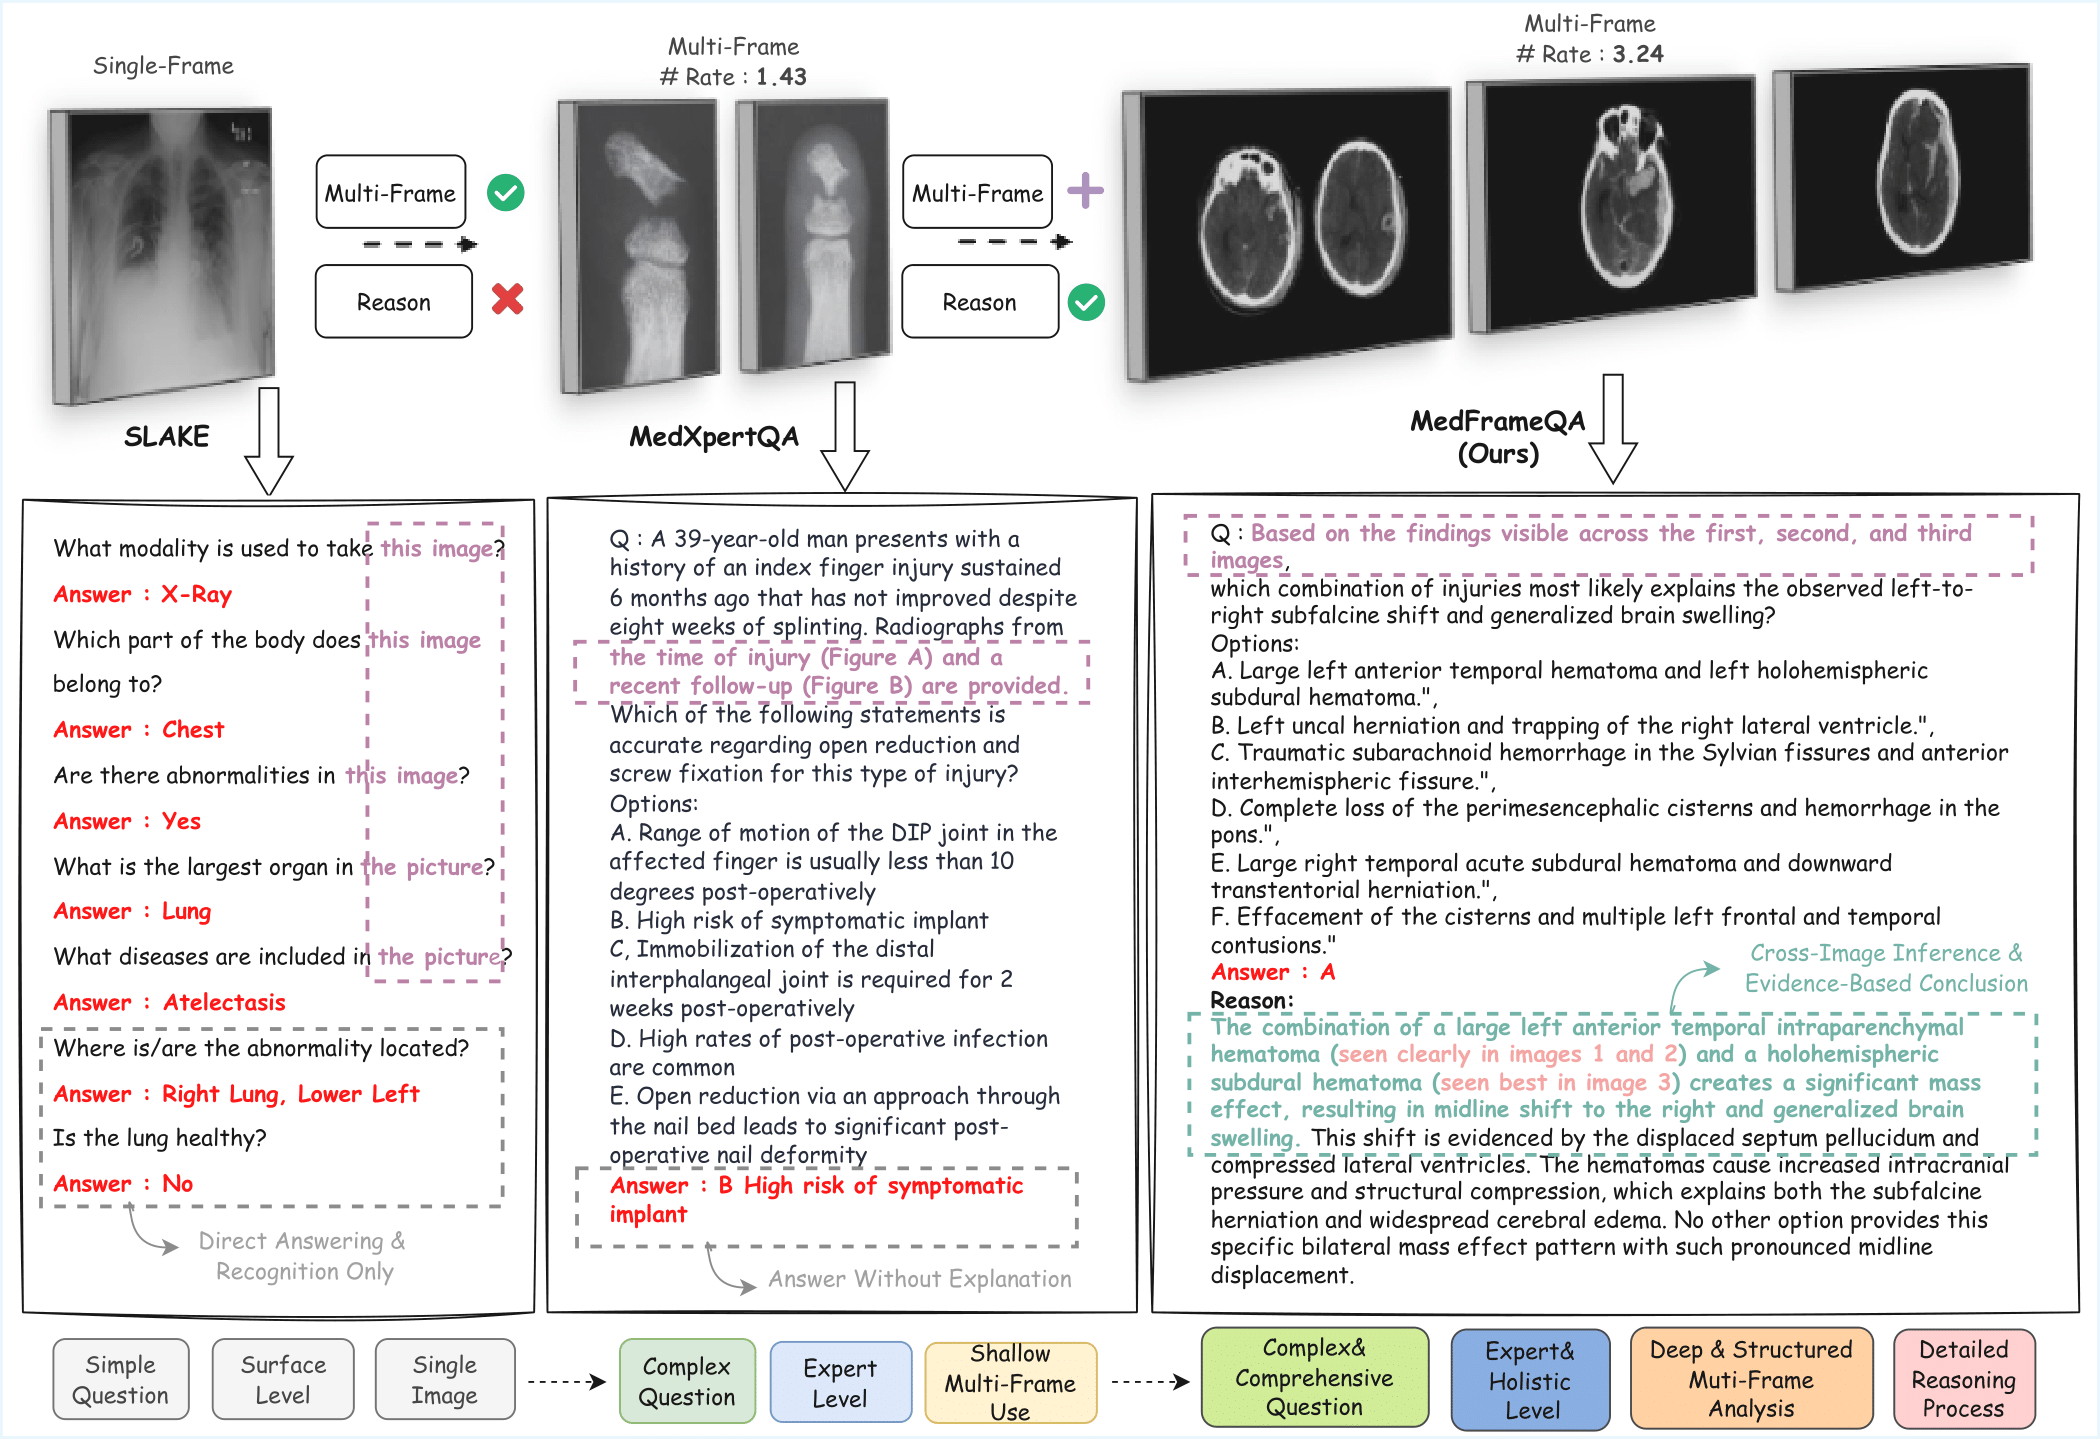 Single-Frame
Multi-Frame
# Rate : 1.43
Multi-Frame
# Rate : 3.24
Multi-Frame
Reason
Multi-Frame
Reason
SLAKE
MedXpertQA
MedFrameQA
(Ours)
What modality is used to take this image?
Answer : X-Ray
Which part of the body does this image
belong to?
Answer : Chest
Are there abnormalities in this image?
Answer : Yes
What is the largest organ in the picture?
Answer : Lung
What diseases are included in the picture?
Answer : Atelectasis
Where is/are the abnormality located?
Answer : Right Lung, Lower Left
Is the lung healthy?
Answer : No
Direct Answering &
Recognition Only
Q : A 39-year-old man presents with a
history of an index finger injury sustained
6 months ago that has not improved despite
eight weeks of splinting. Radiographs from
the time of injury (Figure A) and a
recent follow-up (Figure B) are provided.
Which of the following statements is
accurate regarding open reduction and
screw fixation for this type of injury?
Options:
A. Range of motion of the DIP joint in the
affected finger is usually less than 10
degrees post-operatively
B. High risk of symptomatic implant
C, Immobilization of the distal
interphalangeal joint is required for 2
weeks post-operatively
D. High rates of post-operative infection
are common
E. Open reduction via an approach through
the nail bed leads to significant post-
operative nail deformity
Answer : B High risk of symptomatic
implant
Answer Without Explanation
Q : Based on the findings visible across the first, second, and third
images,
which combination of injuries most likely explains the observed left-to-
right subfalcine shift and generalized brain swelling?
Options:
A. Large left anterior temporal hematoma and left holohemispheric
subdural hematoma.",
B. Left uncal herniation and trapping of the right lateral ventricle.",
C. Traumatic subarachnoid hemorrhage in the Sylvian fissures and anterior
interhemispheric fissure.",
D. Complete loss of the perimesencephalic cisterns and hemorrhage in the
pons.",
E. Large right temporal acute subdural hematoma and downward
transtentorial herniation.",
F. Effacement of the cisterns and multiple left frontal and temporal
contusions."
Answer : A
Cross-Image Inference &
Evidence-Based Conclusion
Reason:
The combination of a large left anterior temporal intraparenchymal
hematoma (seen clearly in images 1 and 2) and a holohemispheric
subdural hematoma (seen best in image 3) creates a significant mass
effect, resulting in midline shift to the right and generalized brain
swelling. This shift is evidenced by the displaced septum pellucidum and
compressed lateral ventricles. The hematomas cause increased intracranial
pressure and structural compression, which explains both the subfalcine
herniation and widespread cerebral edema. No other option provides this
specific bilateral mass effect pattern with such pronounced midline
displacement.
Simple
Question
Surface
Level
Single
Image
Complex
Question
Expert
Level
Shallow
Multi-Frame
Use
Complex&
Comprehensive
Question
Expert&
Holistic
Level
Deep & Structured
Muti-Frame
Analysis
Detailed
Reasoning
Process